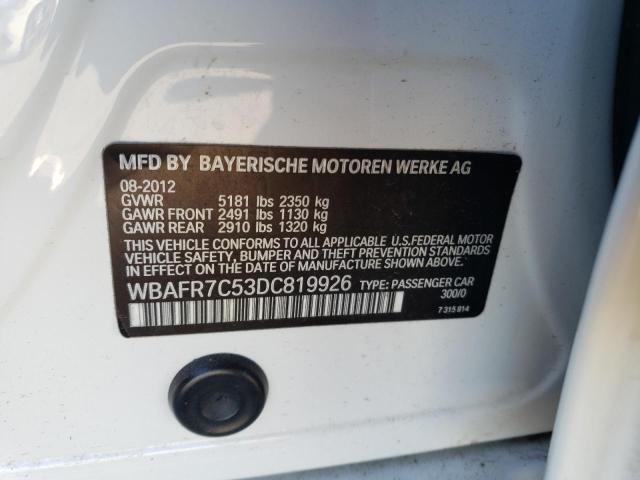 MFD BY BAYERISCHE MOTOREN WERKE AG
08-2012
GVWR 5181 lbs 2350 kg
GAWR FRONT 2491 lbs 1130 kg
GAWR REAR 2910 lbs 1320 kg
THIS VEHICLE CONFORMS TO ALL APPLICABLE U.S.FEDERAL MOTOR
VEHICLE SAFETY, BUMPER AND THEFT PREVENTION STANDARDS
IN EFFECT ON THE DATE OF MANUFACTURE SHOWN ABOVE.
WBAFR7C53DC819926 TYPE: PASSENGER CAR
300/0
7 315 814